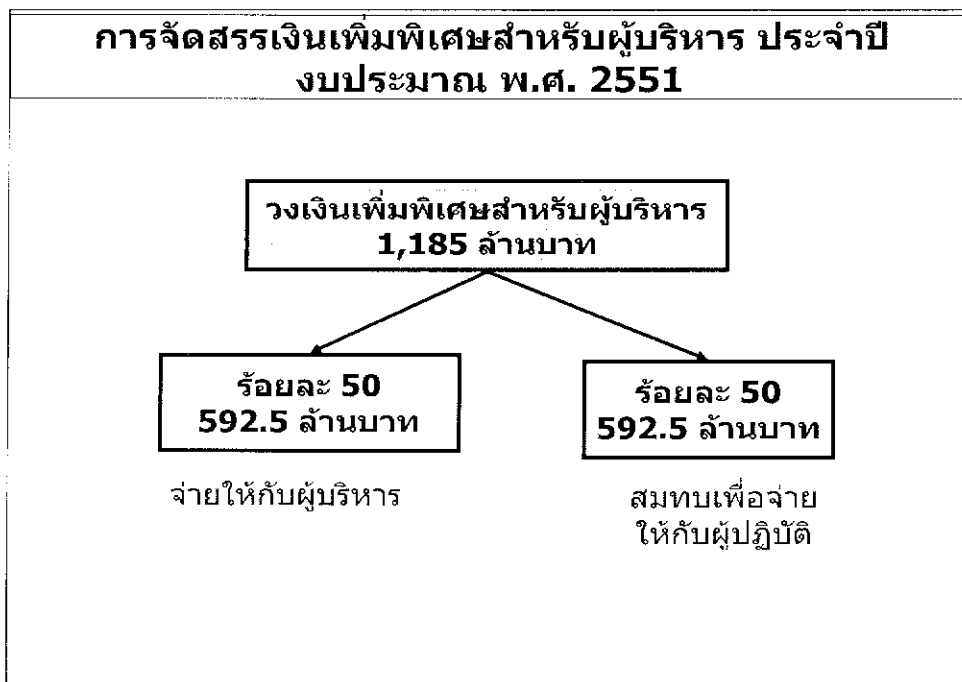 การจัดสรรเงินเพิ่มพิเศษสำหรับผู้บริหาร ประจำปี
งบประมาณ พ.ศ. 2551
วงเงินเพิ่มพิเศษสำหรับผู้บริหาร
1,185 ล้านบาท
ร้อยละ 50
592.5 ล้านบาท
จ่ายให้กับผู้บริหาร
ร้อยละ 50
592.5 ล้านบาท
สมทบเพื่อจ่าย
ให้กับผู้ปฏิบัติ